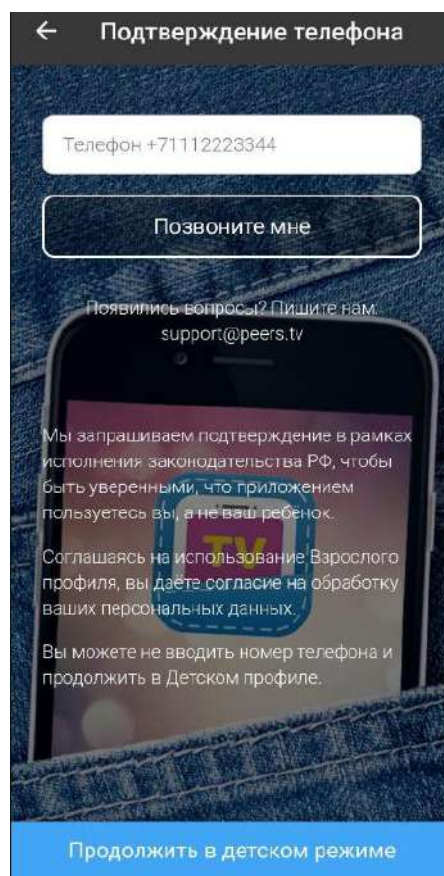 Подтверждение телефона
Телефон +71112223344
Позвоните мне
Появились вопросы? Пишите нам:
support@peers.tv
Мы запрашиваем подтверждение в рамках
исполнения законодательства РФ, чтобы
быть уверенными, что приложением
пользуетесь вы, а не ваш ребенок.
TV
Соглашаясь на использование Взрослого
профиля, вы даёте согласие на обработку
ваших персональных данных.
Вы можете не вводить номер телефона и
продолжить в Детском профиле.
Продолжить в детском режиме